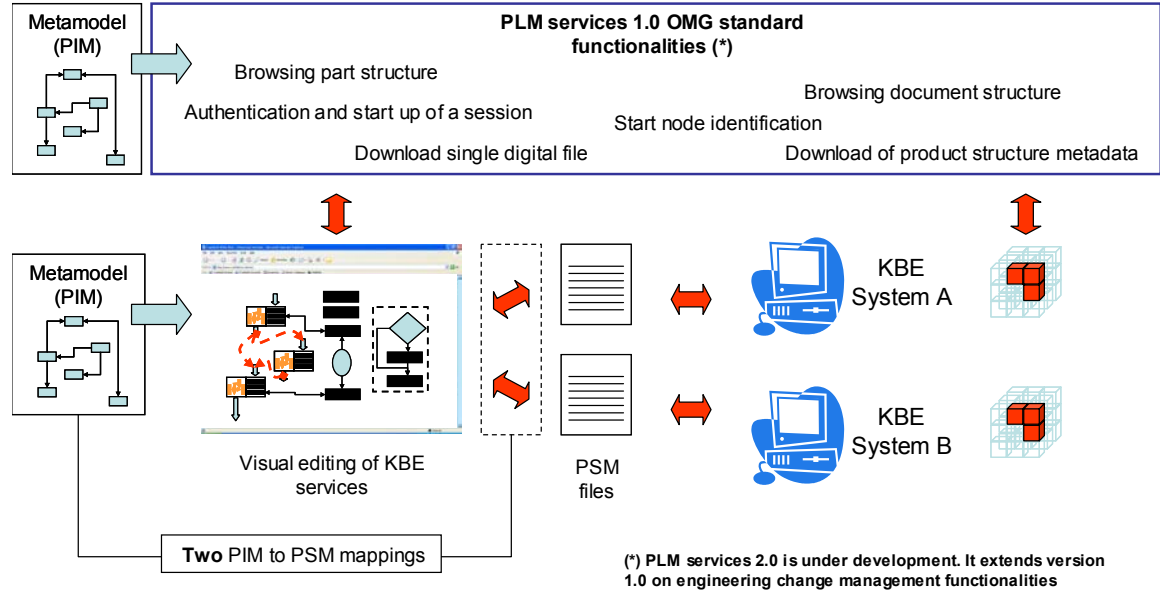 Metamodel
(PIM)
PLM services 1.0 OMG standard
functionalities (*)
Browsing part structure
Browsing document structure
Authentication and start up of a session
Start node identification
Download single digital file
Download of product structure metadata
Metamodel
(PIM)
KBE
System A
KBE
System B
Visual editing of KBE
services
PSM
files
Two PIM to PSM mappings
(*) PLM services 2.0 is under development. It extends version
1.0 on engineering change management functionalities